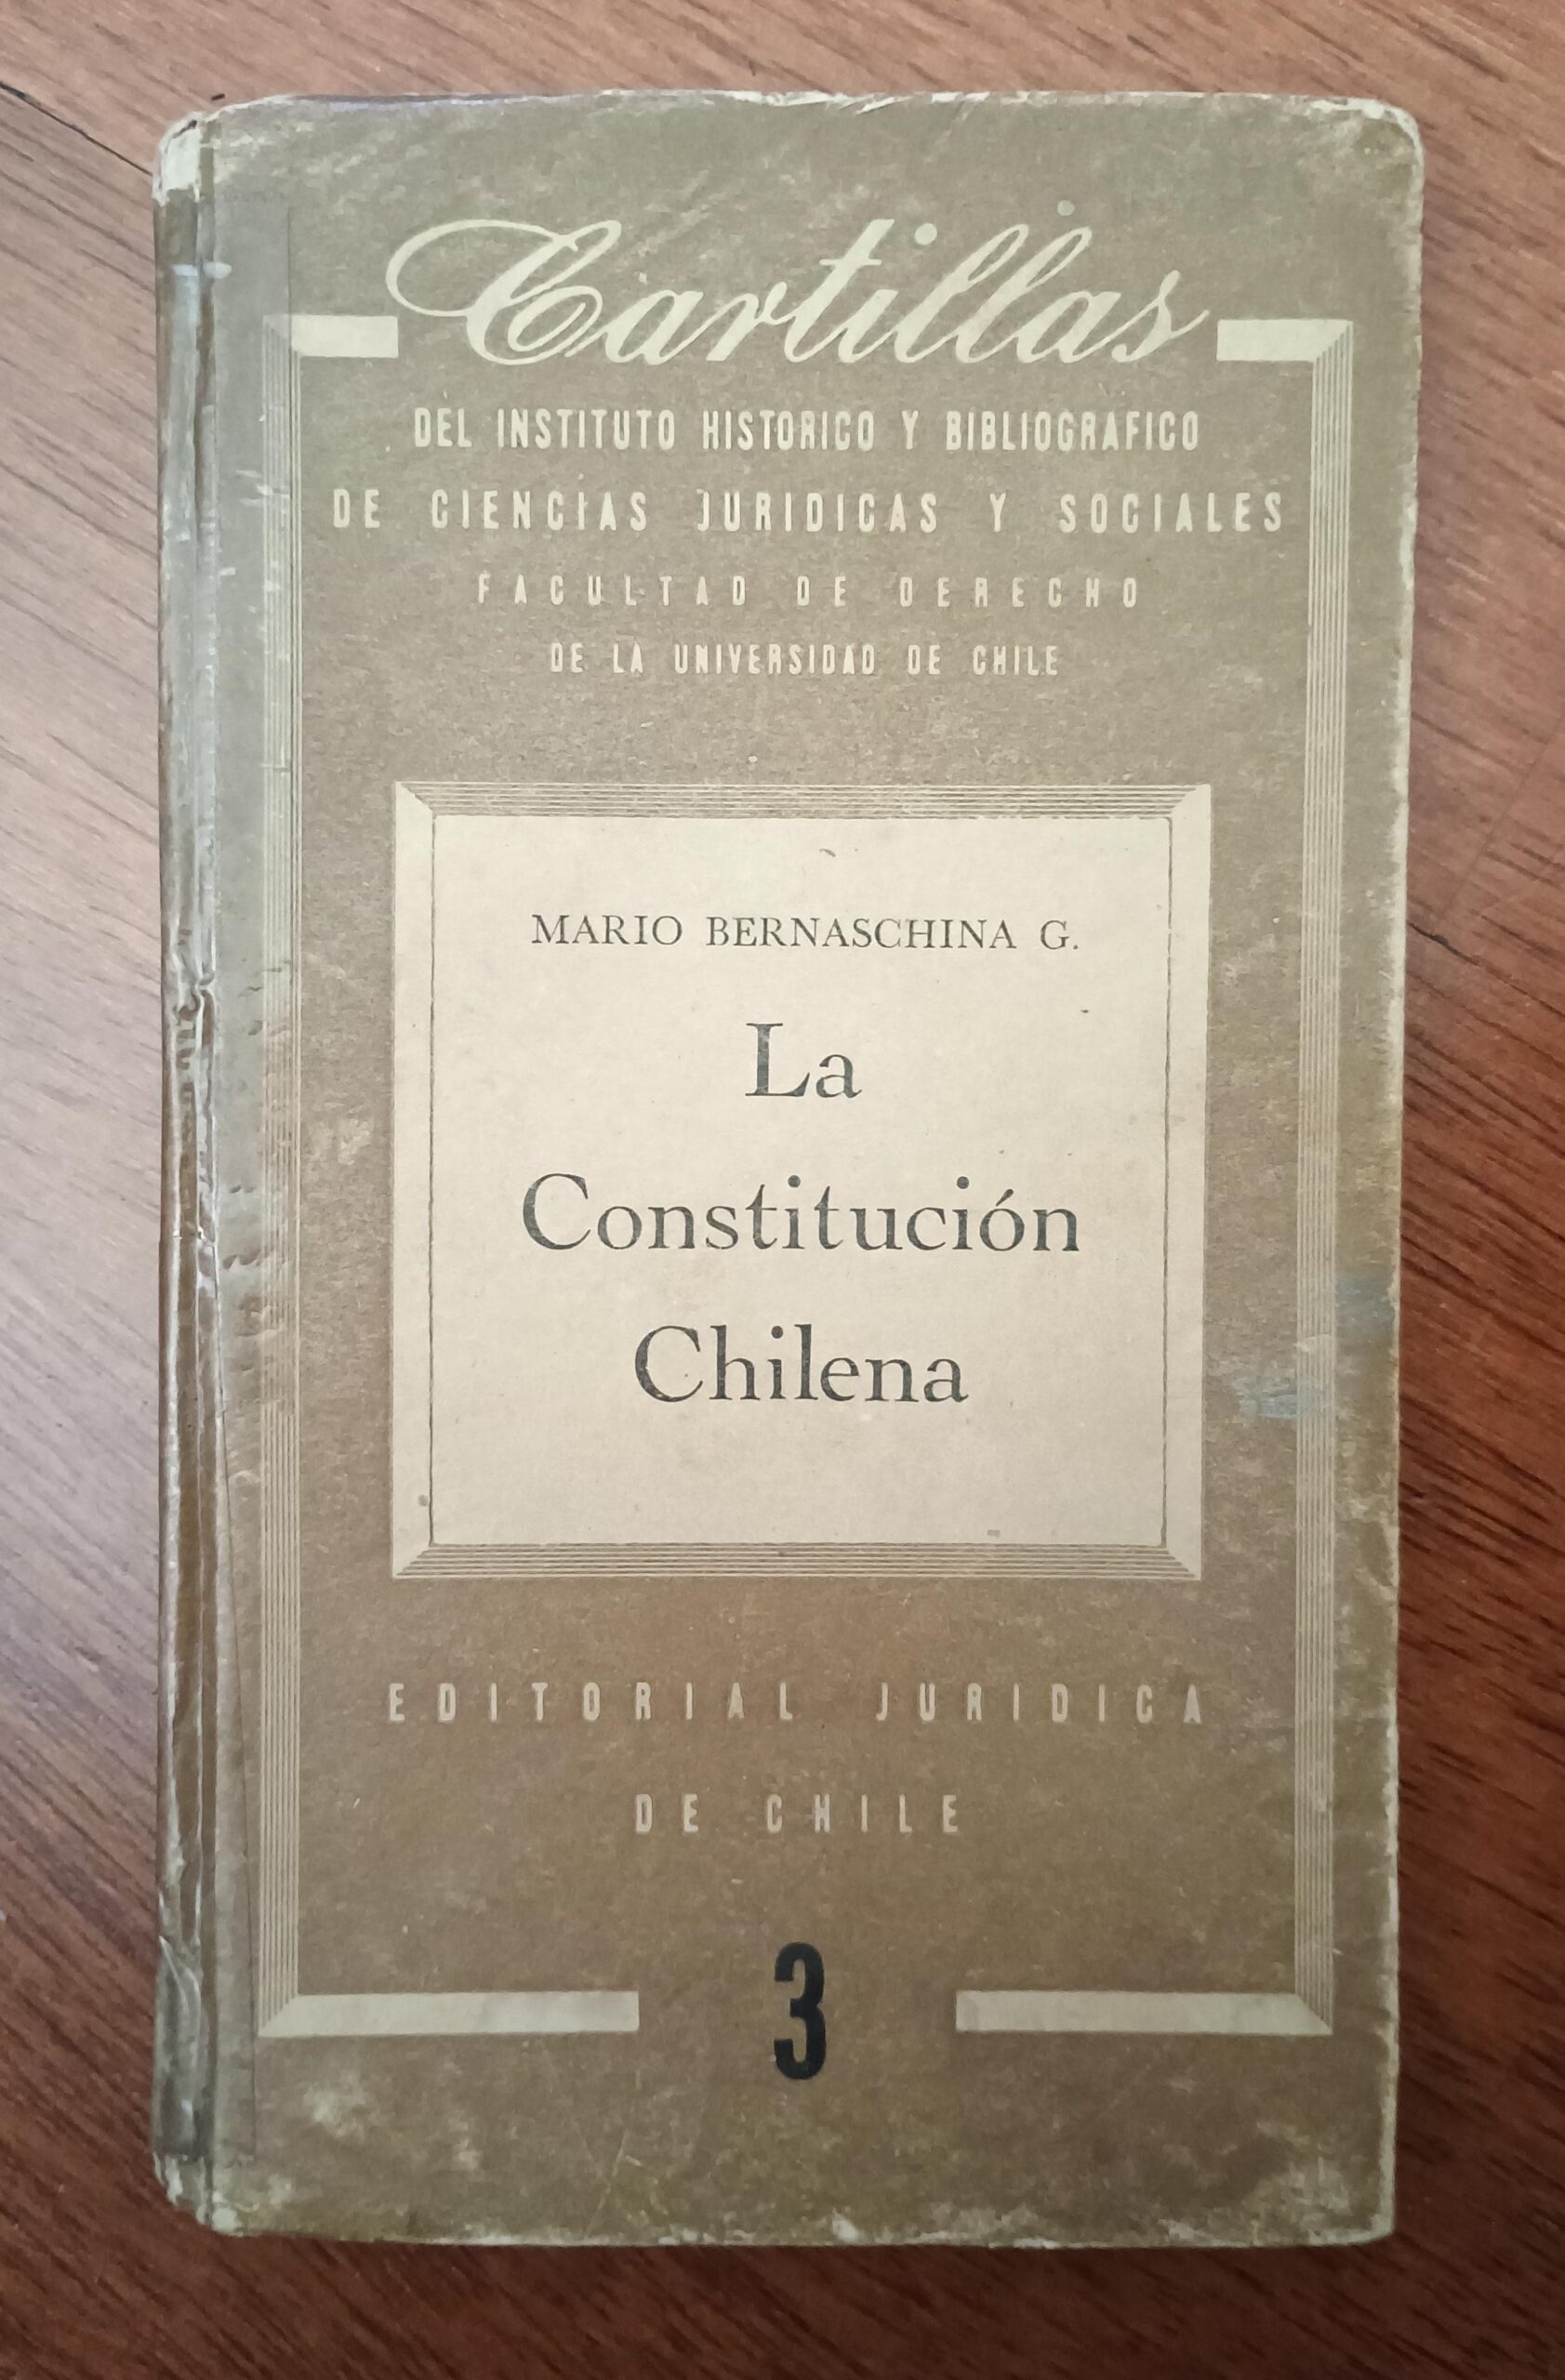 Cartillas
DEL INSTITUTO HISTORICO Y BIBLIOGRAFICO
DE CIENCIAS JURIDICAS Y SOCIALES
FACULTAD DE DERECHO
DE LA UNIVERSIDAD DE CHILE
MARIO BERNASCHINA G.
La
Constitución
Chilena
EDITORIAL JURIDICA
DE CHILE
3